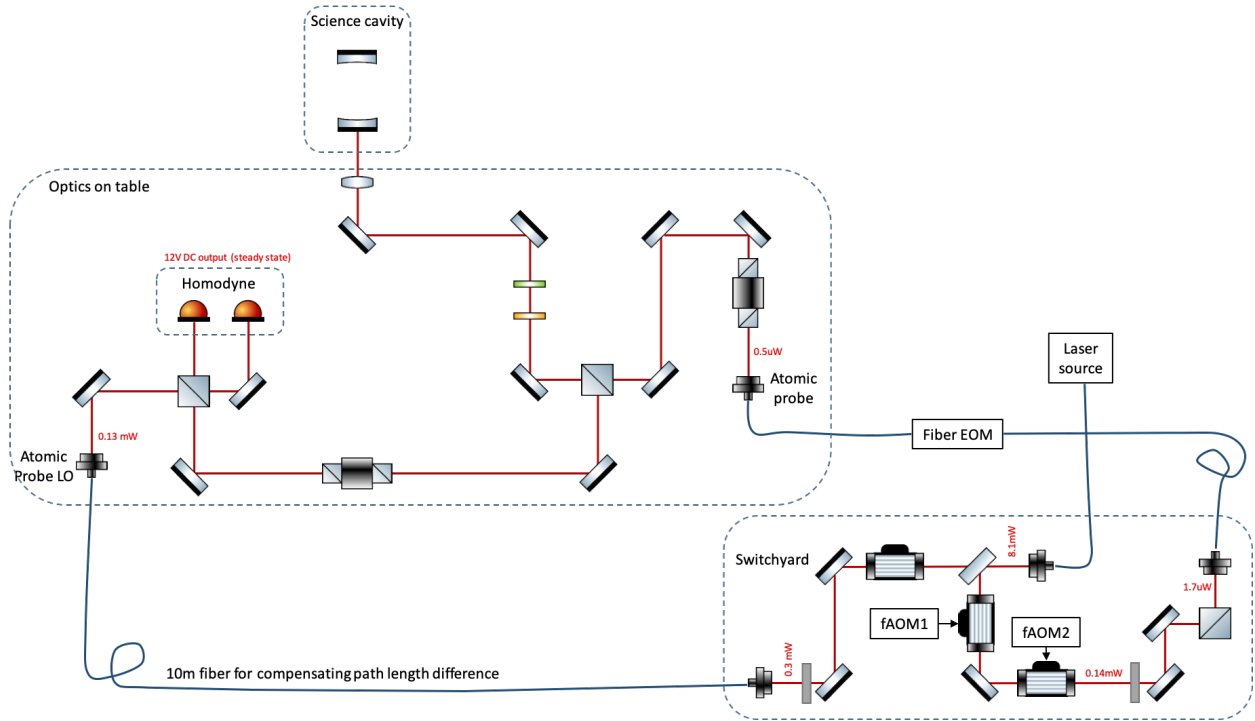 Science cavity
Optics on table
12V DC output (steady state)
Homodyne
0.5uW
Atomic
probe
Laser
source
Fiber EOM
0.13 mW
Atomic
Probe LO
Switchyard
8.1mW
1.7uW
fAOM1
fAOM2
0.3 mW
0.14mW
10m fiber for compensating path length difference